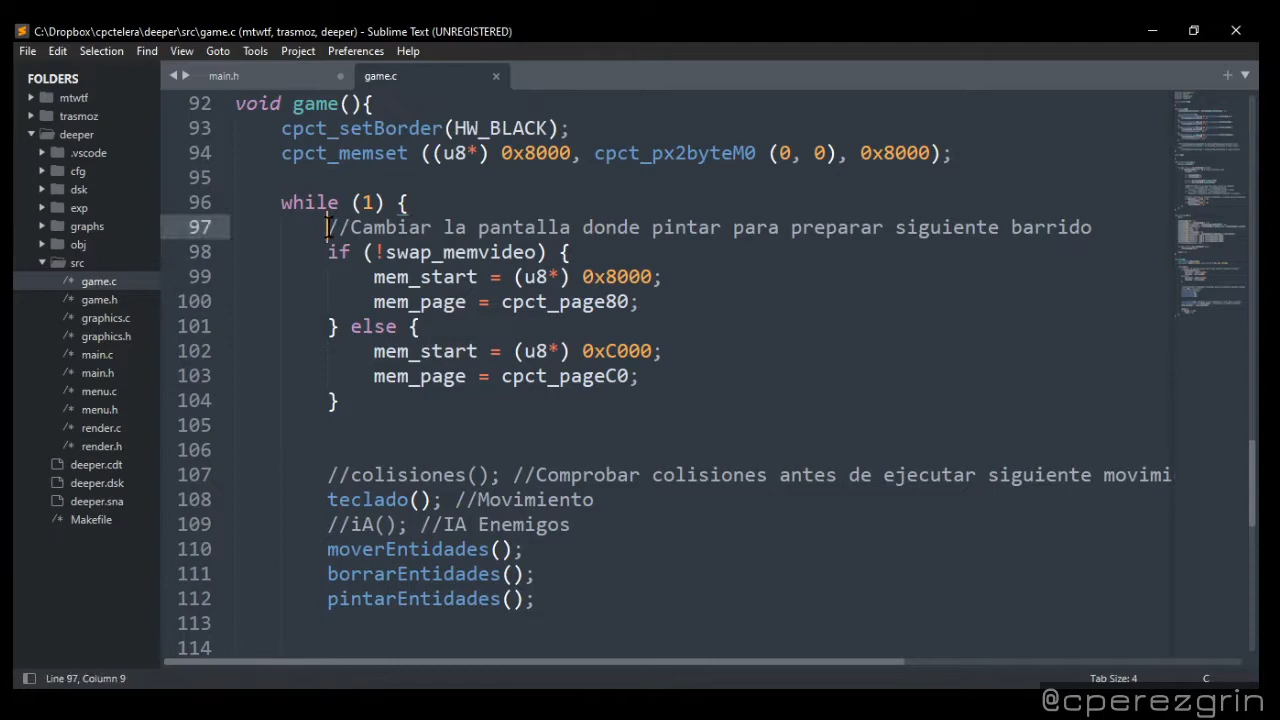 C:\Dropbox\cpctelera\deeper\src\game.c (mtwtf, trasmoz, deeper) - Sublime Text (UNREGISTERED)
File Edit Selection Find View Goto Tools Project Preferences Help
FOLDERS
mtwtf
trasmoz
deeper
.vscode
cfg
dsk
exp
graphs
obj
src
/* game.c
/* game.h
/* graphics.c
/* graphics.h
/* main.c
/* main.h
/* menu.c
/* menu.h
/* render.c
/* render.h
deeper.cdt
deeper.dsk
deeper.sna
Makefile
main.h game.c
92 void game(){
93 cpct_setBorder(HW_BLACK);
94 cpct_memset ((u8*) 0x8000, cpct_px2byteM0 (0, 0), 0x8000);
95
96 while (1) {
97 //Cambiar la pantalla donde pintar para preparar siguiente barrido
98 if (!swap_memvideo) {
99 mem_start = (u8*) 0x8000;
100 mem_page = cpct_page80;
101 } else {
102 mem_start = (u8*) 0xC000;
103 mem_page = cpct_pageC0;
104 }
105
106
107 //colisiones(); //Comprobar colisiones antes de ejecutar siguiente movimi
108 teclado(); //Movimiento
109 //iA(); //IA Enemigos
110 moverEntidades();
111 borrarEntidades();
112 pintarEntidades();
113
114
Line 97, Column 9 Tab Size: 4 C
@cperezgrin